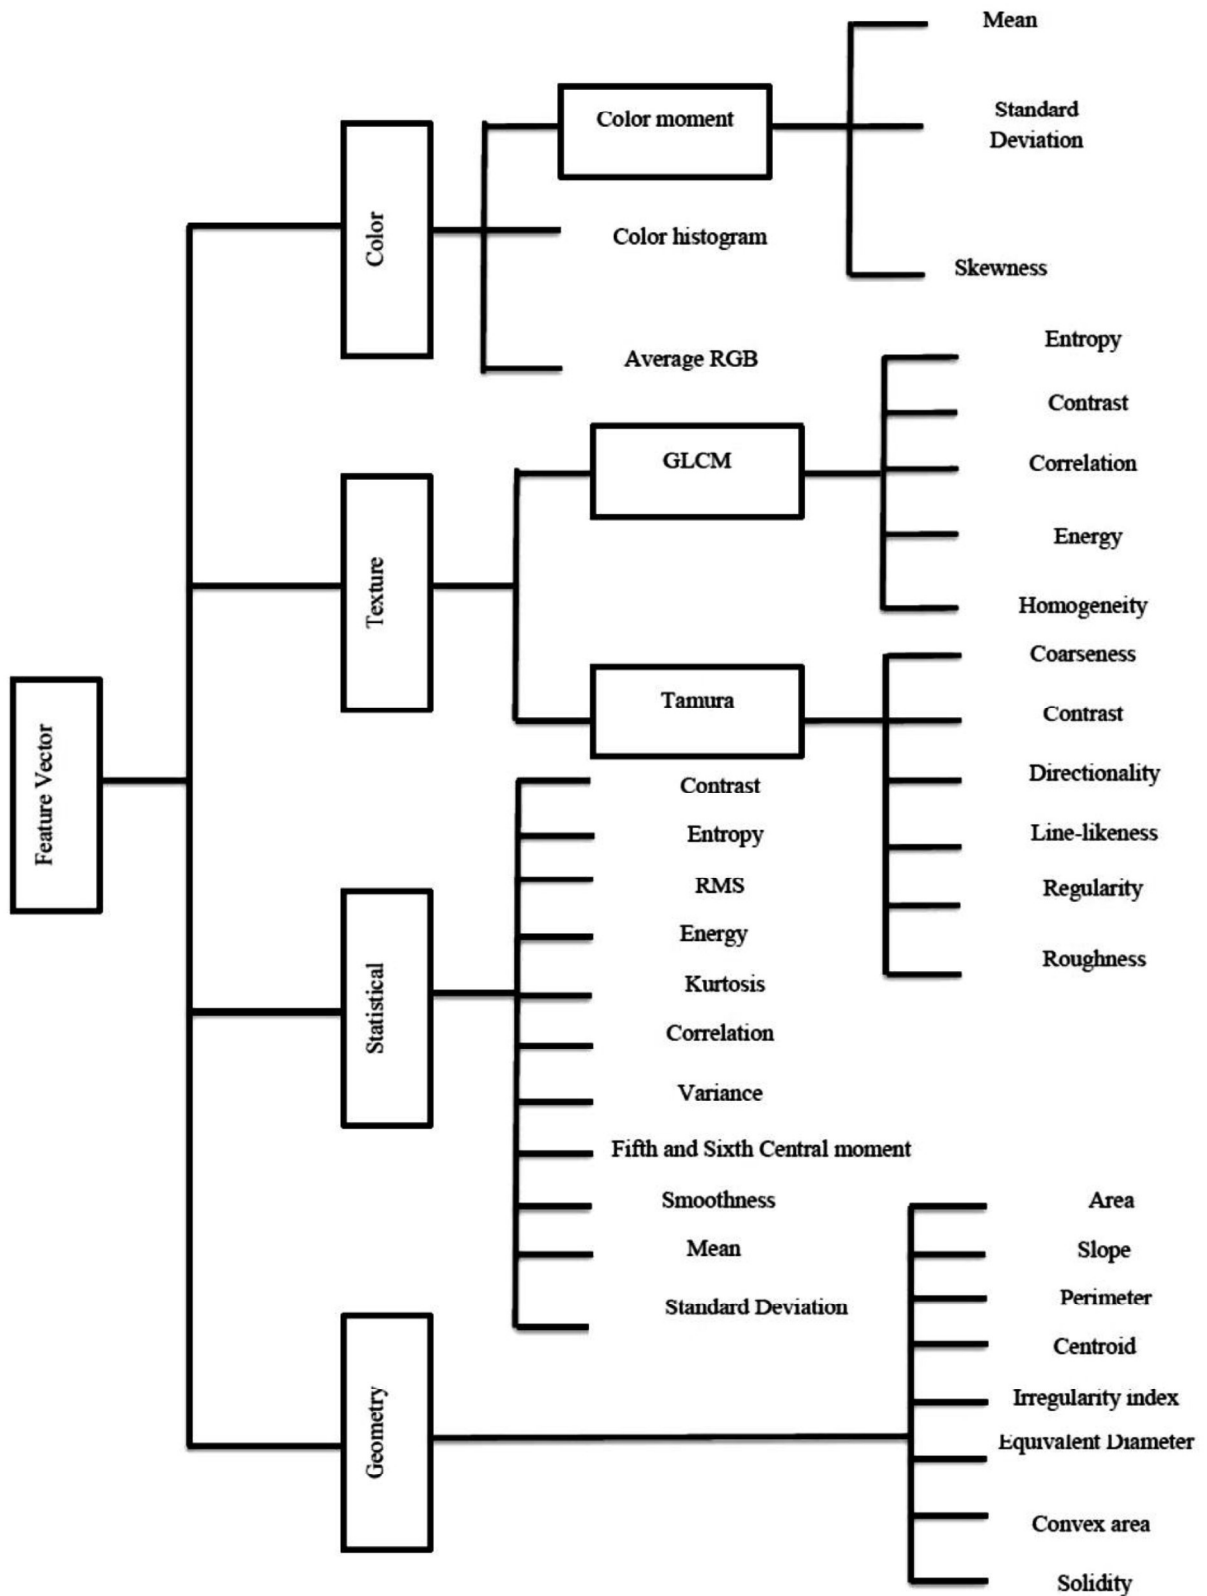 Feature Vector
Color
Color moment
Mean
Standard
Deviation
Skewness
Color histogram
Average RGB
Texture
GLCM
Entropy
Contrast
Correlation
Energy
Homogeneity
Tamura
Coarseness
Contrast
Directionality
Line-likeness
Regularity
Roughness
Statistical
Contrast
Entropy
RMS
Energy
Kurtosis
Correlation
Variance
Fifth and Sixth Central moment
Smoothness
Mean
Standard Deviation
Geometry
Area
Slope
Perimeter
Centroid
Irregularity index
Equivalent Diameter
Convex area
Solidity